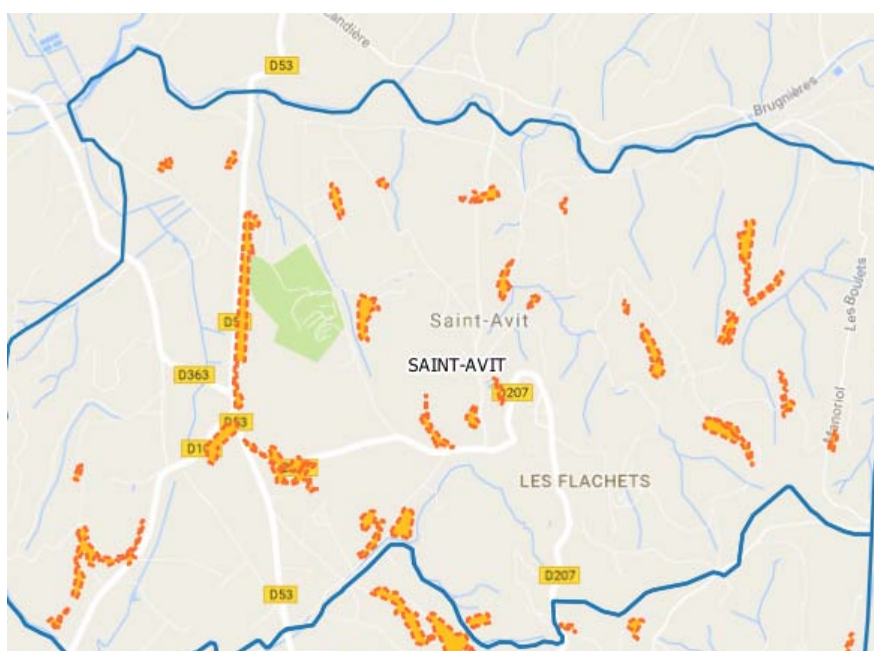 D53
Brugnières
Les Boulets
Saint-Avit
SAINT-AVIT
D363
D207
D53
Manoriol
LES FLACHETS
D207
D53